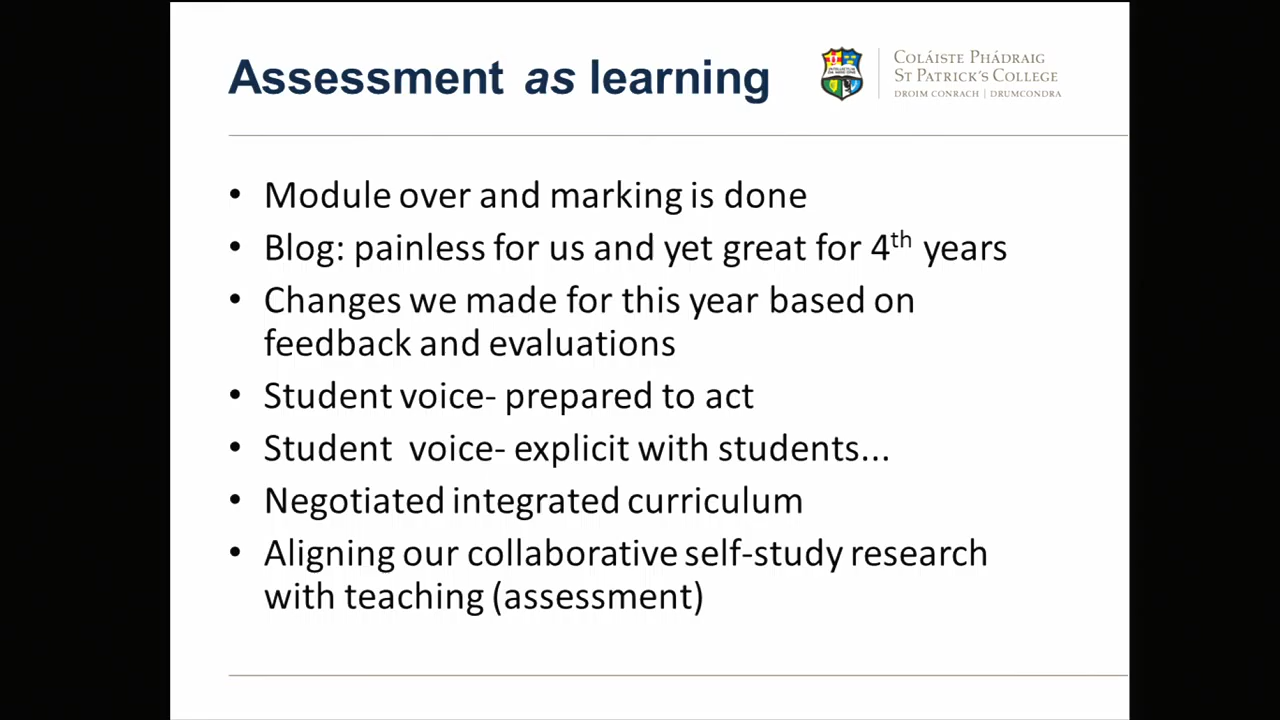 Assessment as learning
COLÁISTE PHÁDRAIG
ST PATRICK'S COLLEGE
DROIM CONRACH | DRUMCONDRA
• Module over and marking is done
• Blog: painless for us and yet great for 4th years
• Changes we made for this year based on
feedback and evaluations
• Student voice- prepared to act
• Student voice- explicit with students...
• Negotiated integrated curriculum
• Aligning our collaborative self-study research
with teaching (assessment)